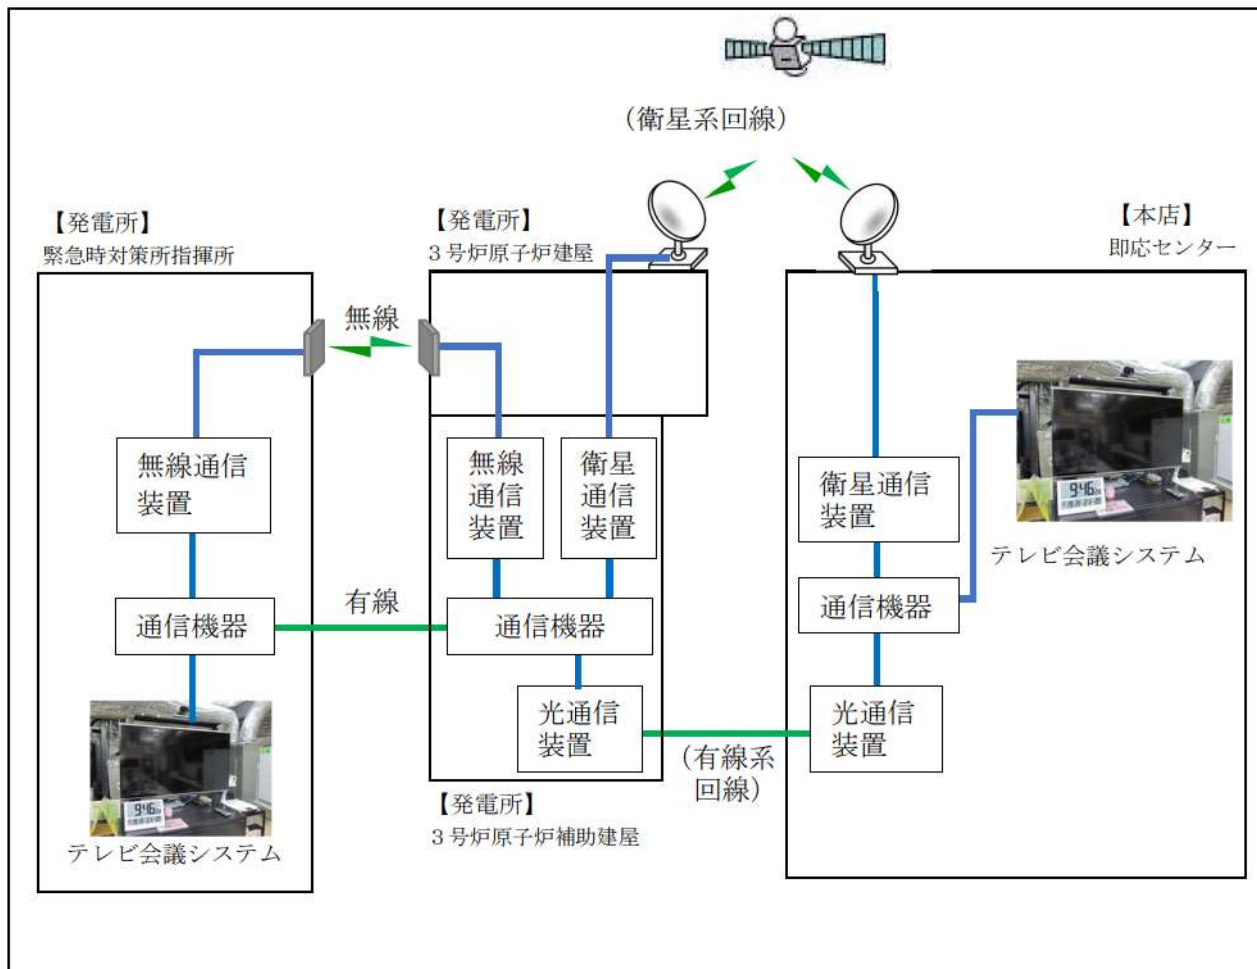 （衛星系回線）
【発電所】
緊急時対策所指揮所
【発電所】
３号炉原子炉建屋
【本店】
即応センター
無線
無線通信
装置
無線
通信
装置
衛星
通信
装置
衛星通信
装置
テレビ会議システム
通信機器
有線
通信機器
通信機器
光通信
装置
光通信
装置
（有線系
回線）
【発電所】
３号炉原子炉補助建屋
テレビ会議システム
9:46
9:46